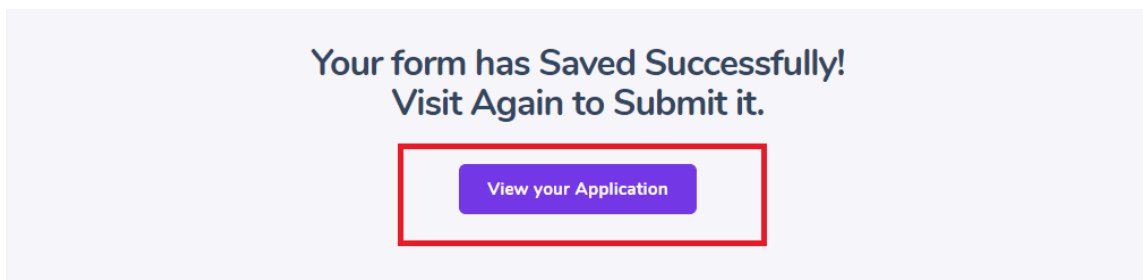 Your form has Saved Successfully!
Visit Again to Submit it.
View your Application